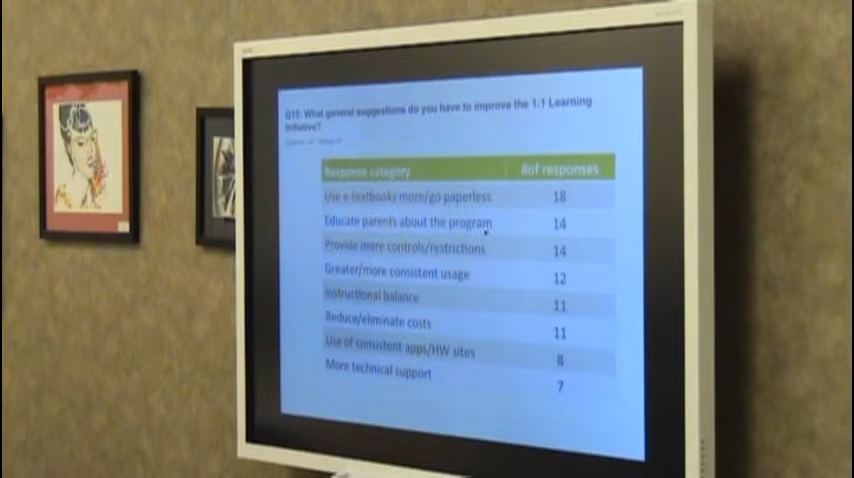 Q15: What general suggestions do you have to improve the 1:1 Learning
Initiative?
Response category #of responses
Use e-textbooks more/go paperless 18
Educate parents about the program 14
Provide more controls/restrictions 14
Greater/more consistent usage 12
Instructional balance 11
Reduce/eliminate costs 11
Use of consistent apps/HW sites 8
More technical support 7